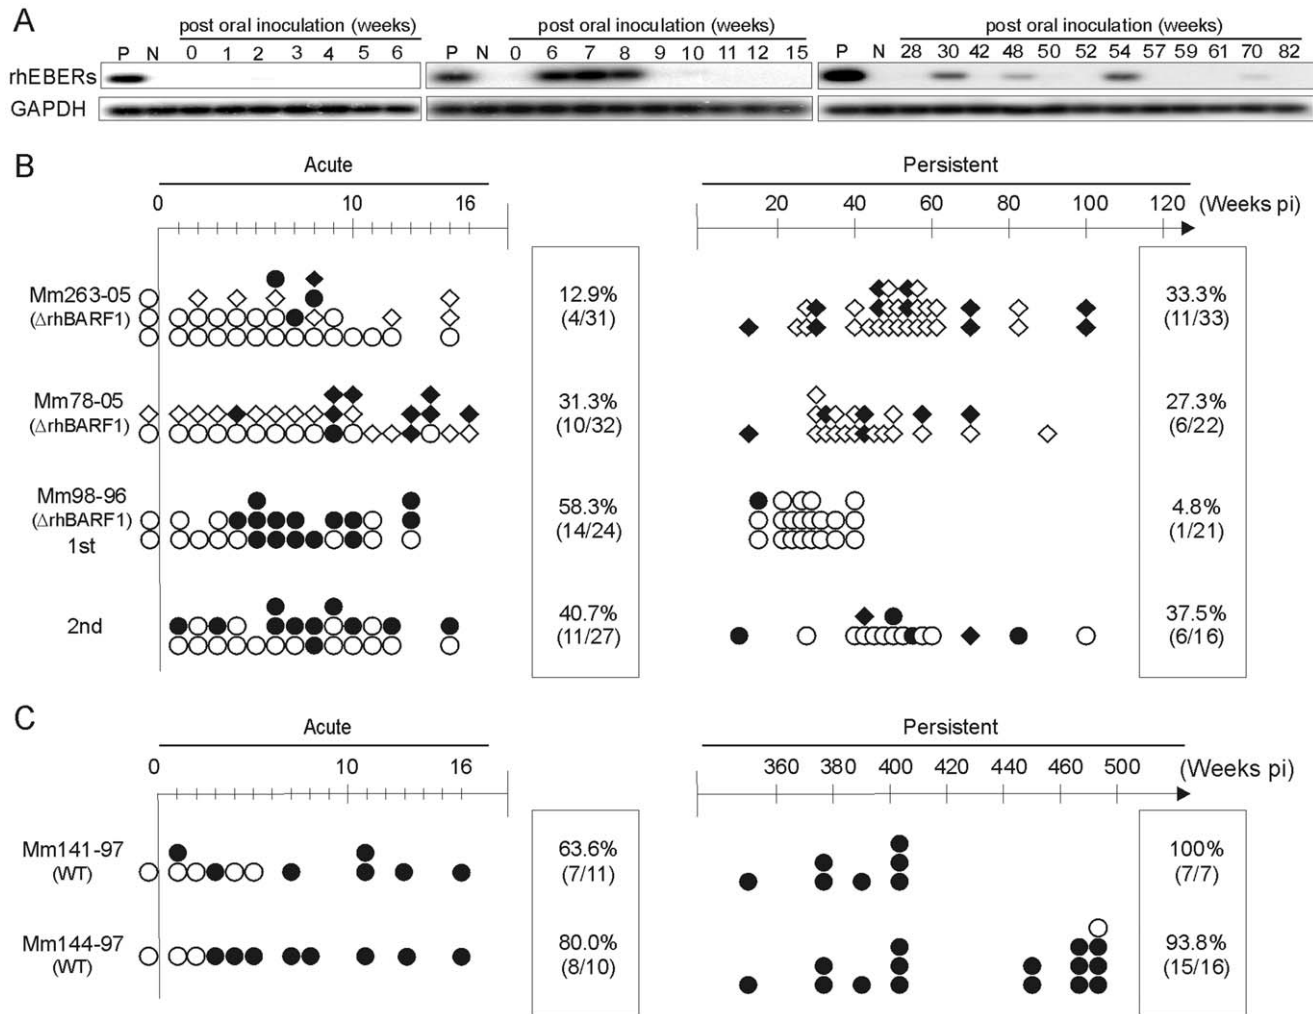 A
post oral inoculation (weeks) post oral inoculation (weeks) post oral inoculation (weeks)
P N 0 1 2 3 4 5 6 P N 0 6 7 8 9 10 11 12 15 P N 28 30 42 48 50 52 54 57 59 61 70 82
rhEBERs
GAPDH
B
Acute Persistent
0 10 16 20 40 60 80 100 120 (Weeks pi)
Mm263-05 12.9% 33.3%
(ΔrhBARF1) (4/31) (11/33)
Mm78-05 31.3% 27.3%
(ΔrhBARF1) (10/32) (6/22)
Mm98-96 58.3% 4.8%
(ΔrhBARF1) (14/24) (1/21)
1st
2nd 40.7% 37.5%
(11/27) (6/16)
C
Acute Persistent
0 10 16 360 380 400 420 440 460 500 (Weeks pi)
Mm141-97 63.6% 100%
(WT) (7/11) (7/7)
Mm144-97 80.0% 93.8%
(WT) (8/10) (15/16)